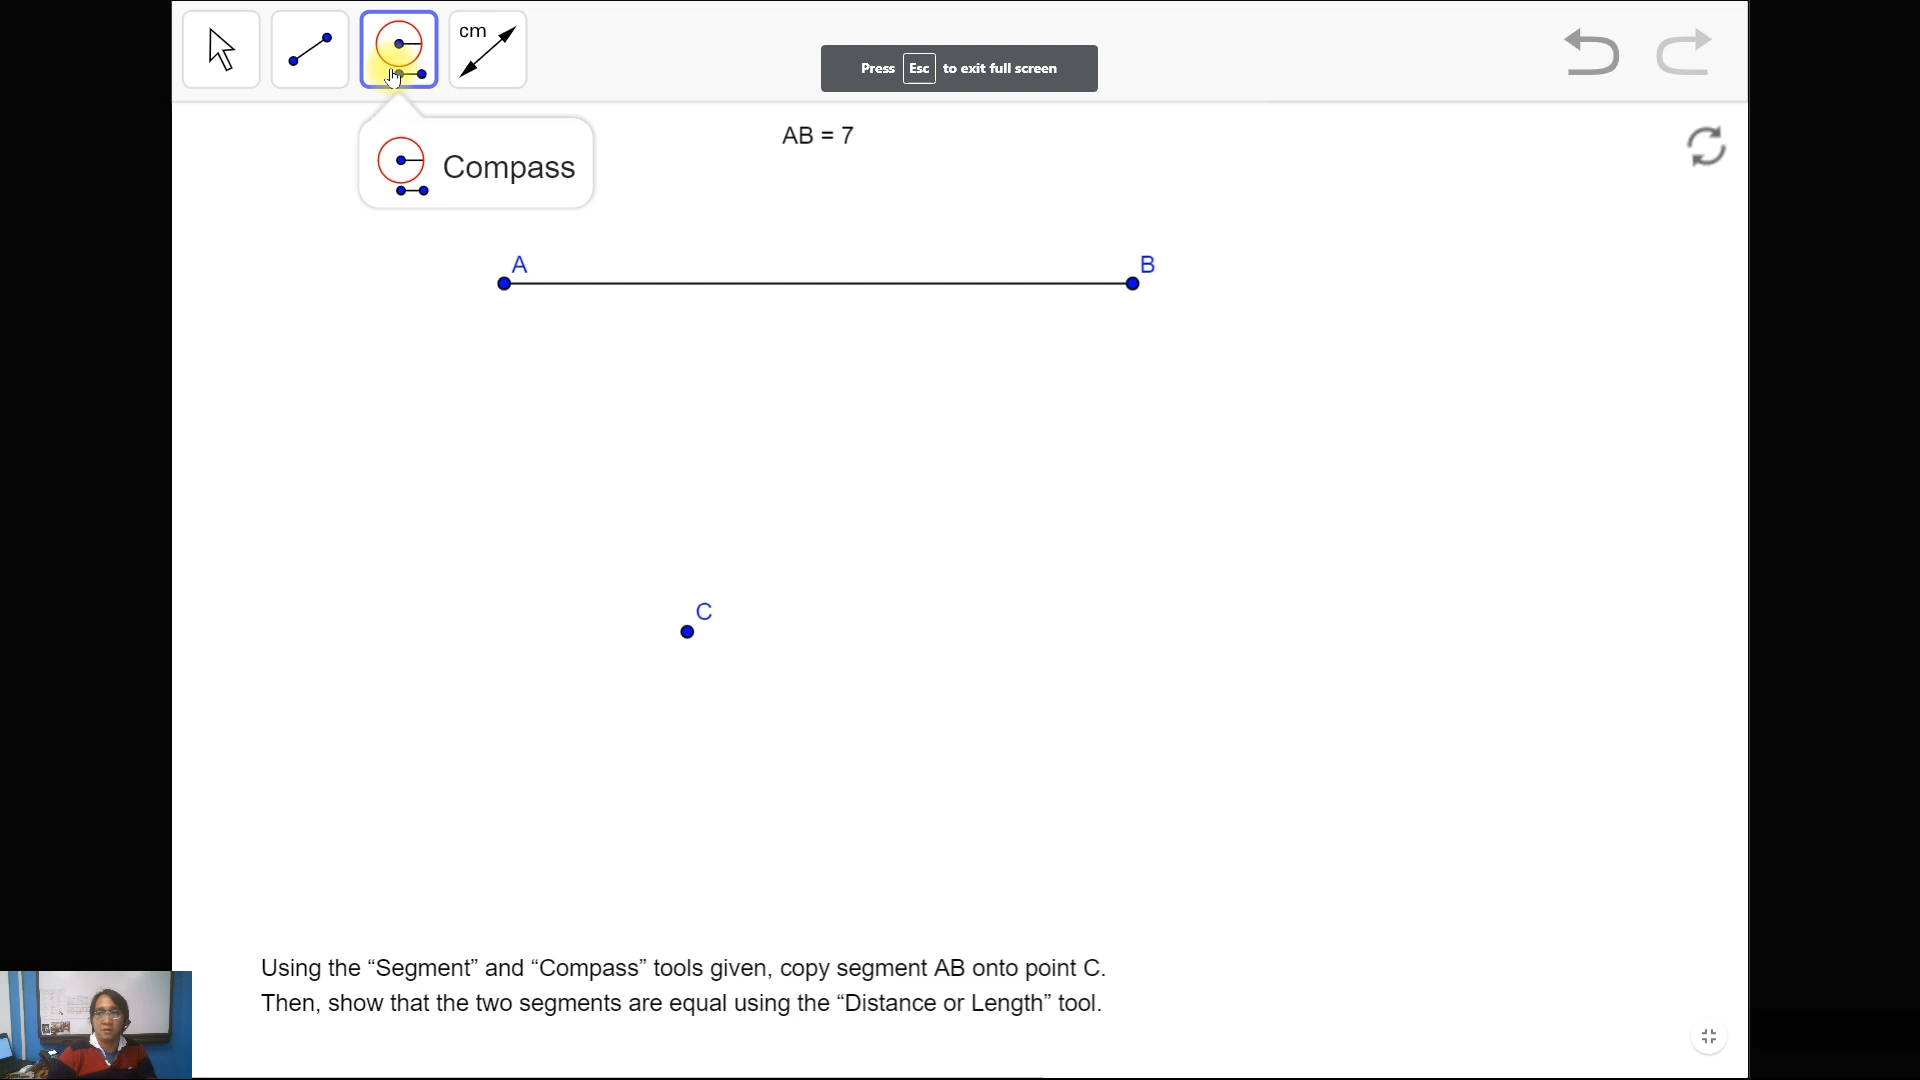 cm
Press Esc to exit full screen
AB = 7
Compass
A
B
C
Using the “Segment” and “Compass” tools given, copy segment AB onto point C.
Then, show that the two segments are equal using the “Distance or Length” tool.